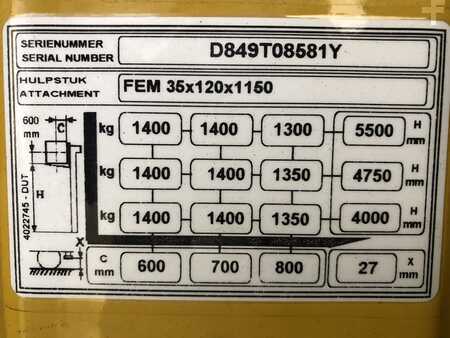 SERIENUMMER
SERIAL NUMBER
D849T08581Y
HULPSTUK
ATTACHMENT
FEM 35x120x1150
600 mm
C
H
X
4022745 - DUT
kg 1400 1400 1300 5500 H mm
kg 1400 1400 1350 4750 H mm
kg 1400 1400 1350 4000 H mm
C mm 600 700 800 27 X mm